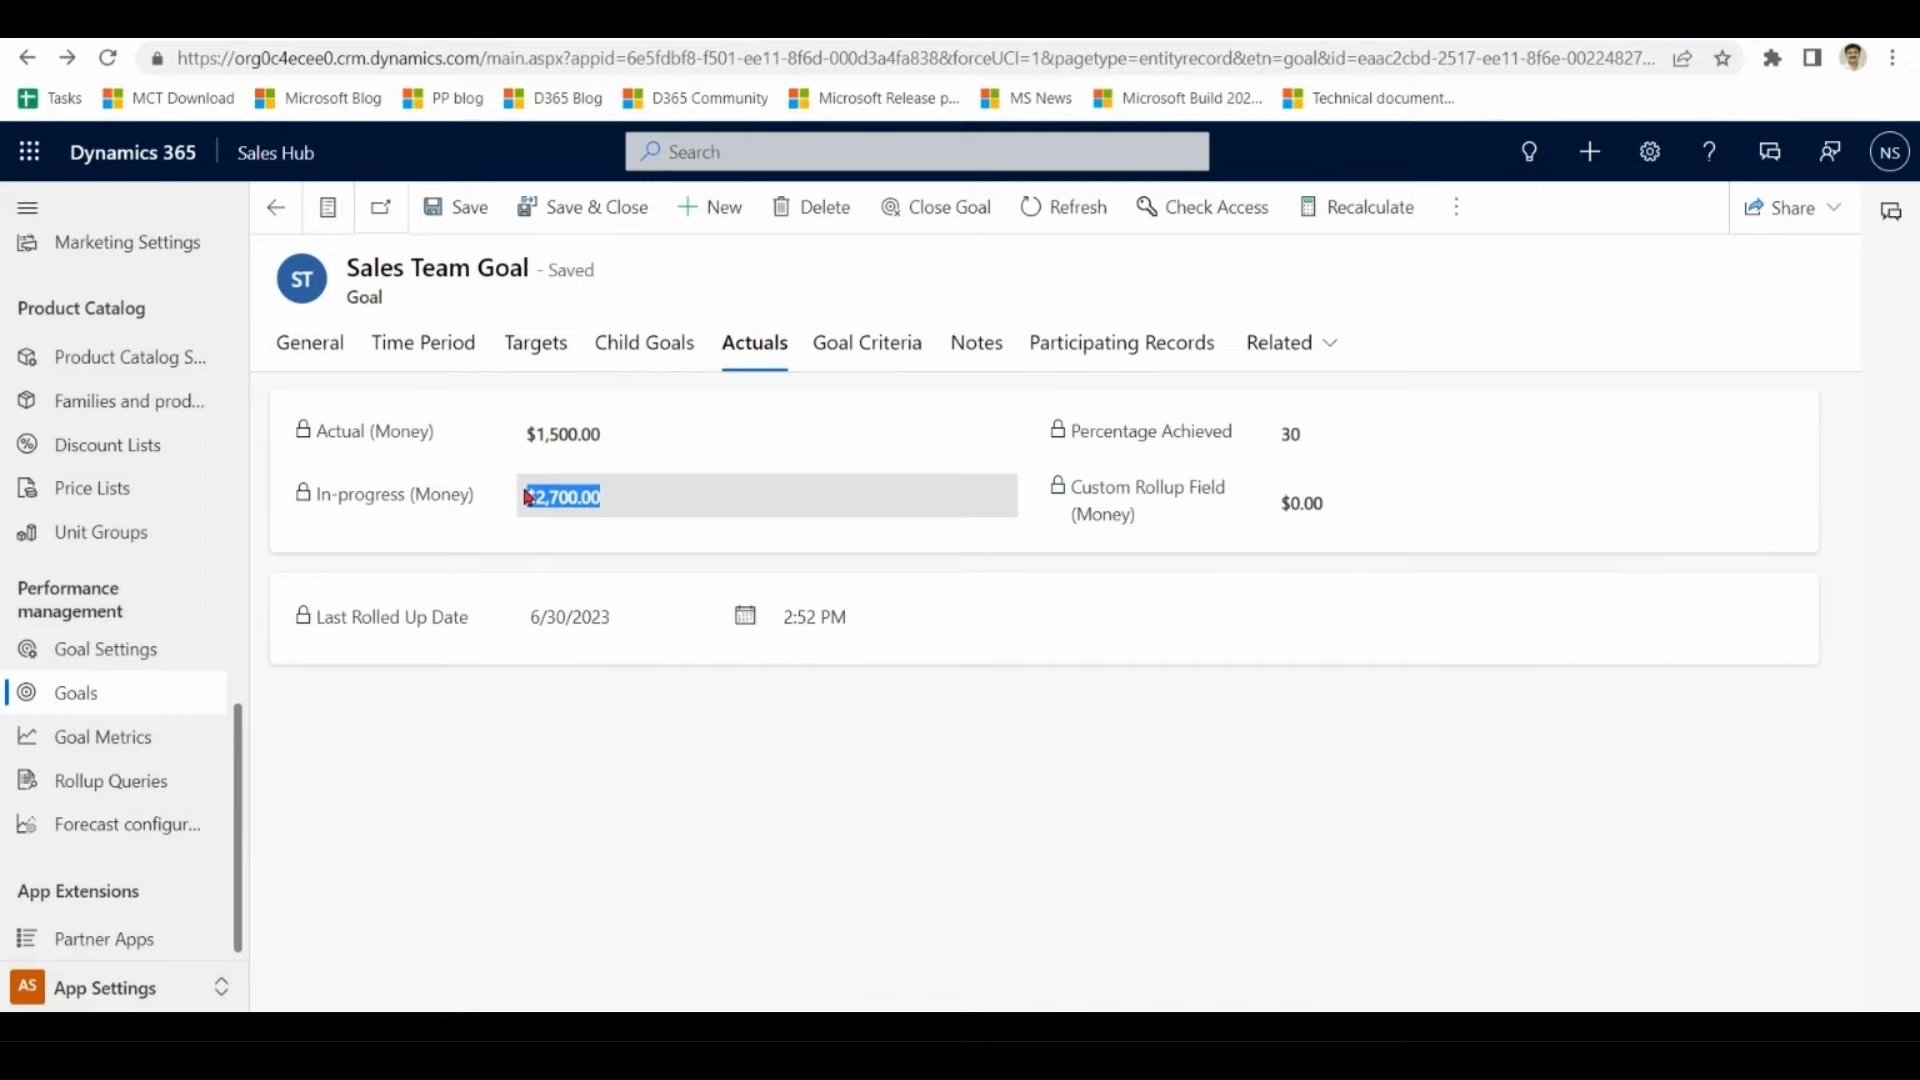 https://org0c4ecee0.crm.dynamics.com/main.aspx?appid=6e5fdbf8-f501-ee11-8f6d-000d3a4fa838&forceUCI=1&pagetype=entityrecord&etn=goal&id=eaac2cbd-2517-ee11-8f6e-00224827...
Tasks MCT Download Microsoft Blog PP blog D365 Blog D365 Community Microsoft Release p... MS News Microsoft Build 202... Technical document...
Dynamics 365 Sales Hub Search NS
Save Save & Close New Delete Close Goal Refresh Check Access Recalculate Share
Marketing Settings
Product Catalog
Product Catalog S...
Families and prod...
Discount Lists
Price Lists
Unit Groups
Performance
management
Goal Settings
Goals
Goal Metrics
Rollup Queries
Forecast configur...
App Extensions
Partner Apps
AS App Settings
ST
Sales Team Goal - Saved
Goal
General Time Period Targets Child Goals Actuals Goal Criteria Notes Participating Records Related
Actual (Money) $1,500.00 Percentage Achieved 30
In-progress (Money) $2,700.00 Custom Rollup Field
(Money) $0.00
Last Rolled Up Date 6/30/2023 2:52 PM